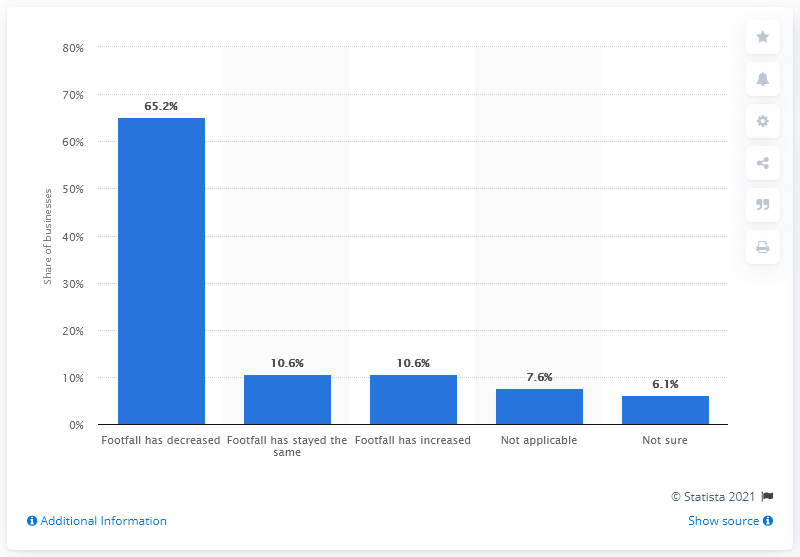 80%
70%
60%
50%
40%
30%
20%
10%
0%
Share of businesses
65.2%
10.6%
10.6%
7.6%
6.1%
Footfall has decreased
Footfall has stayed the
same
Footfall has increased
Not applicable
Not sure
© Statista 2021
Additional Information
Show source